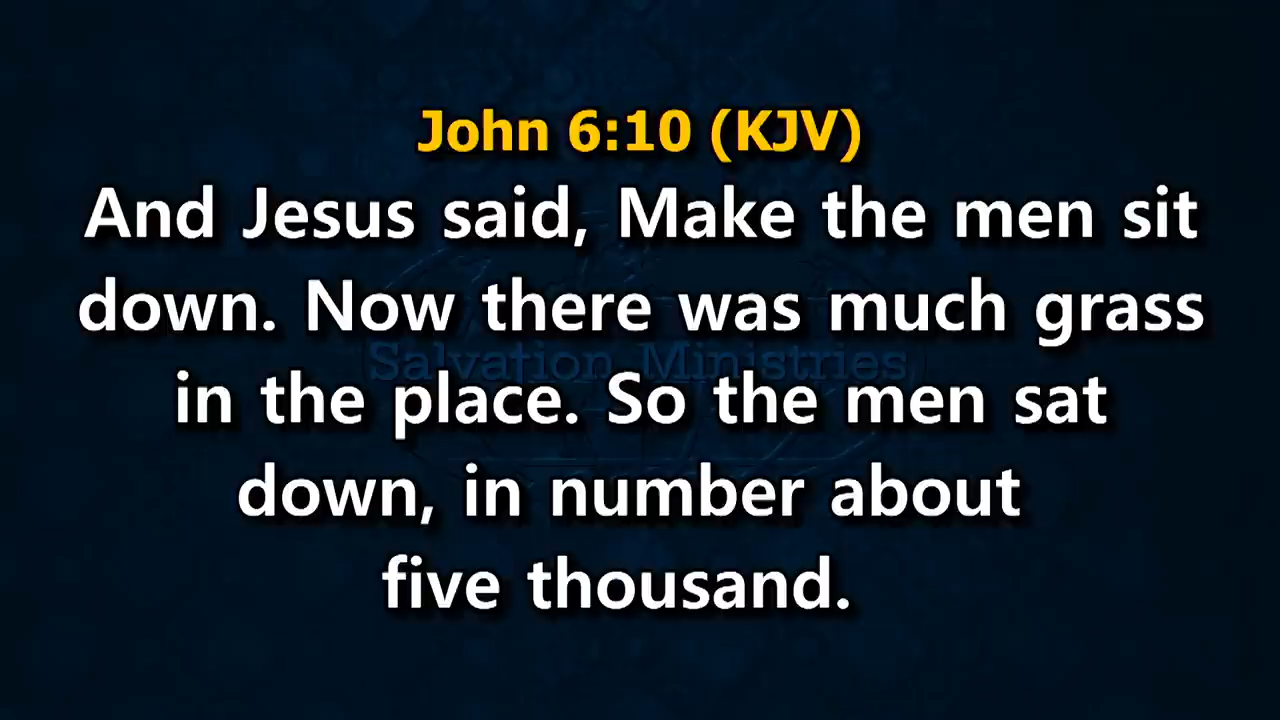 John 6:10 (KJV)
And Jesus said, Make the men sit
down. Now there was much grass
Salvation Ministries
in the place. So the men sat
down, in number about
five thousand.